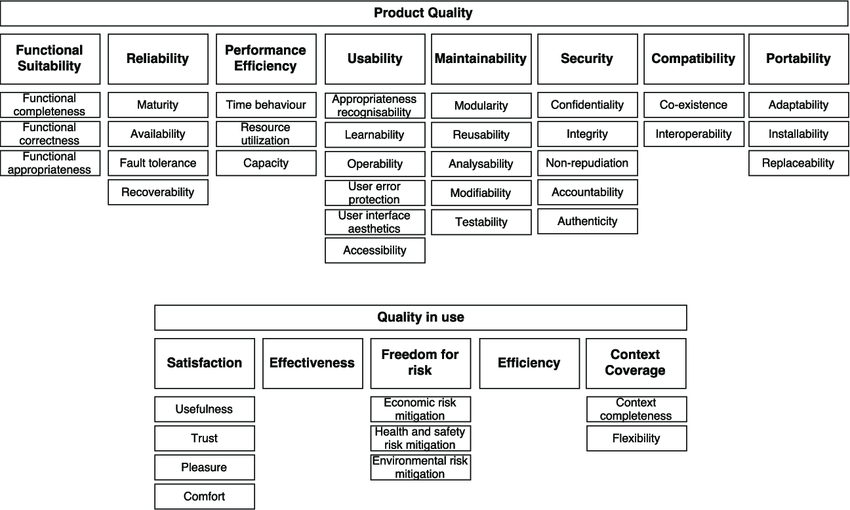 Product Quality
Functional
Suitability
Reliability
Performance
Efficiency
Usability
Maintainability
Security
Compatibility
Portability
Functional
completeness
Functional
correctness
Functional
appropriateness
Maturity
Availability
Fault tolerance
Recoverability
Time behaviour
Resource
utilization
Capacity
Appropriateness
recognisability
Learnability
Operability
User error
protection
User interface
aesthetics
Accessibility
Modularity
Reusability
Analysability
Modifiability
Testability
Confidentiality
Integrity
Non-repudiation
Accountability
Authenticity
Co-existence
Interoperability
Adaptability
Installability
Replaceability
Quality in use
Satisfaction
Effectiveness
Freedom for
risk
Efficiency
Context
Coverage
Usefulness
Trust
Pleasure
Comfort
Economic risk
mitigation
Health and safety
risk mitigation
Environmental risk
mitigation
Context
completeness
Flexibility